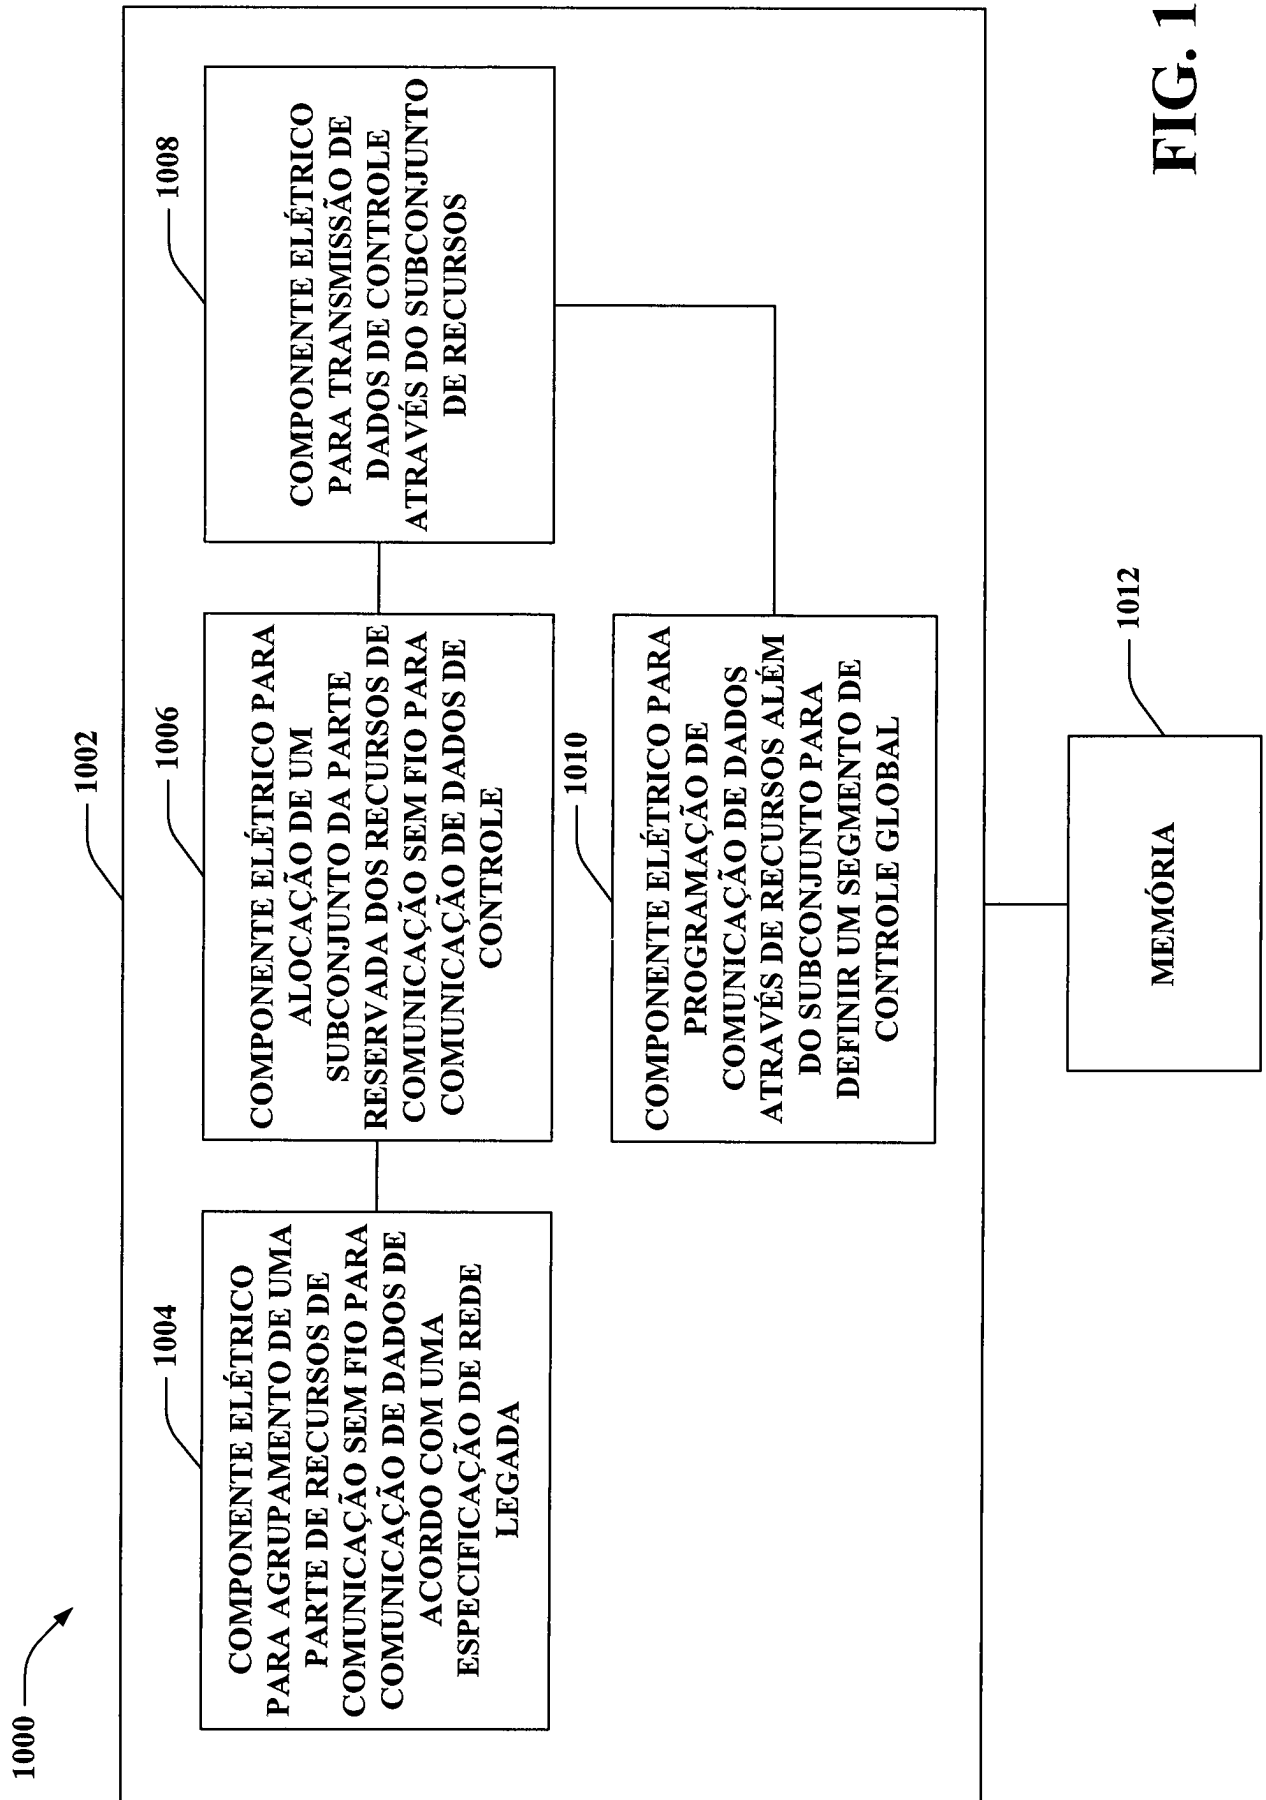 1000
1002
1004
COMPONENTE ELÉTRICO
PARA AGRUPAMENTO DE UMA
PARTE DE RECURSOS DE
COMUNICAÇÃO SEM FIO PARA
COMUNICAÇÃO DE DADOS DE
ACORDO COM UMA
ESPECIFICAÇÃO DE REDE
LEGADA
1006
COMPONENTE ELÉTRICO PARA
ALOCAÇÃO DE UM
SUBCONJUNTO DA PARTE
RESERVADA DOS RECURSOS DE
COMUNICAÇÃO SEM FIO PARA
COMUNICAÇÃO DE DADOS DE
CONTROLE
1008
COMPONENTE ELÉTRICO
PARA TRANSMISSÃO DE
DADOS DE CONTROLE
ATRAVÉS DO SUBCONJUNTO
DE RECURSOS
1010
COMPONENTE ELÉTRICO PARA
PROGRAMAÇÃO DE
COMUNICAÇÃO DE DADOS
ATRAVÉS DE RECURSOS ALÉM
DO SUBCONJUNTO PARA
DEFINIR UM SEGMENTO DE
CONTROLE GLOBAL
1012
MEMÓRIA
FIG. 1